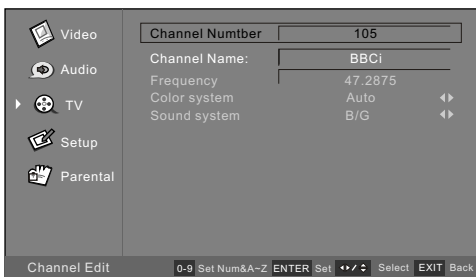 Video
Audio
TV
Setup
Parental
Channel Numtber 105
Channel Name: BBCi
Frequency 47.2875
Color system Auto
Sound system B/G
Channel Edit 0-9 Set Num&A~Z ENTER Set Select EXIT Back